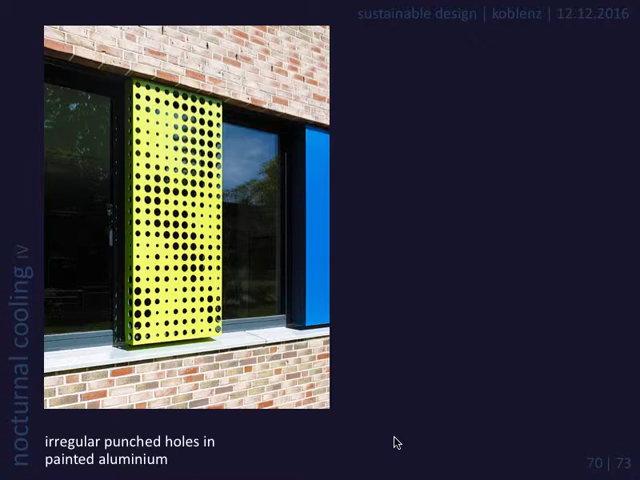 sustainable design | koblenz | 12.12.2016
nocturnal cooling IV
irregular punched holes in
painted aluminium
70 | 73